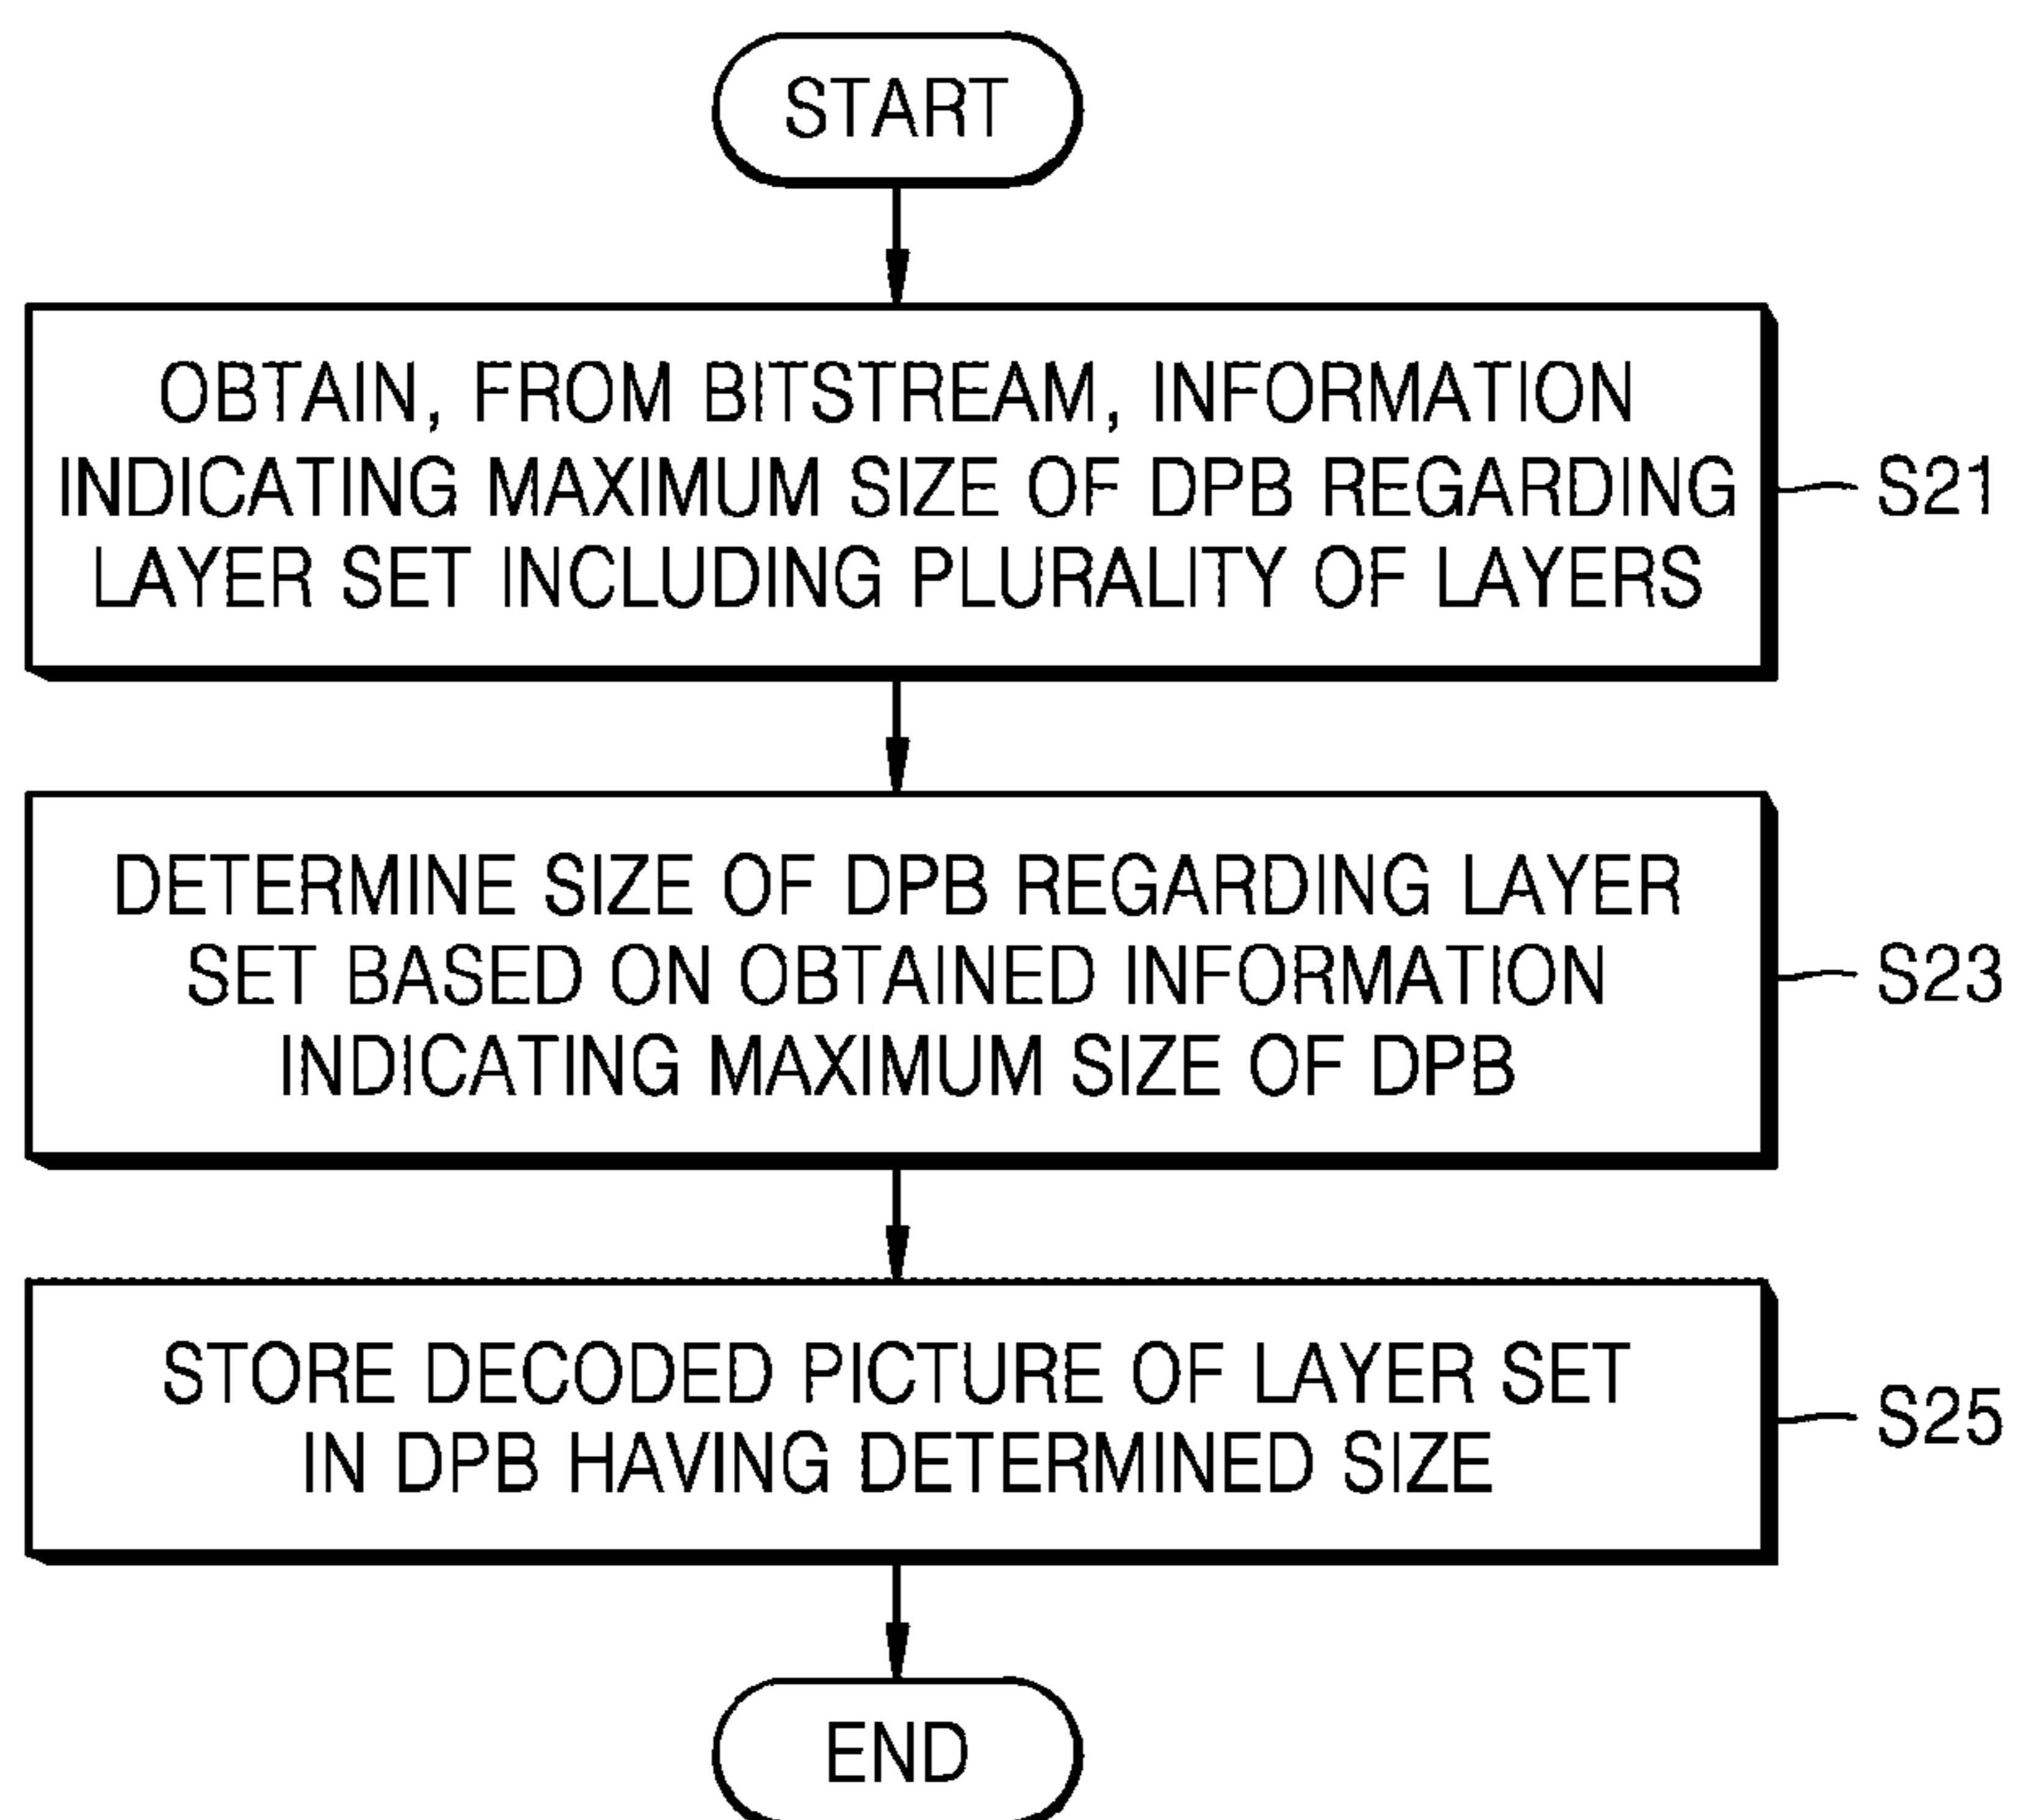 START
OBTAIN, FROM BITSTREAM, INFORMATION
INDICATING MAXIMUM SIZE OF DPB REGARDING
LAYER SET INCLUDING PLURALITY OF LAYERS
S21
DETERMINE SIZE OF DPB REGARDING LAYER
SET BASED ON OBTAINED INFORMATION
INDICATING MAXIMUM SIZE OF DPB
S23
STORE DECODED PICTURE OF LAYER SET
IN DPB HAVING DETERMINED SIZE
S25
END